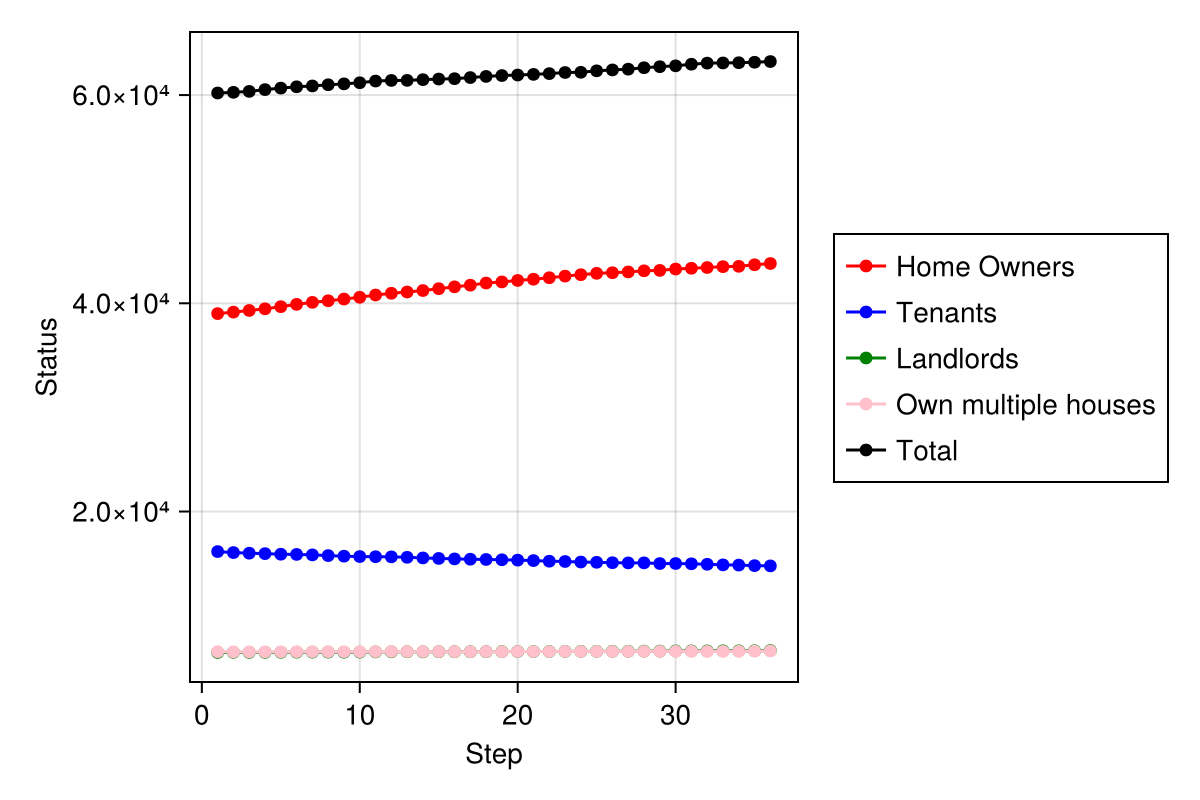 6.0×10⁴
4.0×10⁴
2.0×10⁴
Status
0 10 20 30
Step
Home Owners
Tenants
Landlords
Own multiple houses
Total